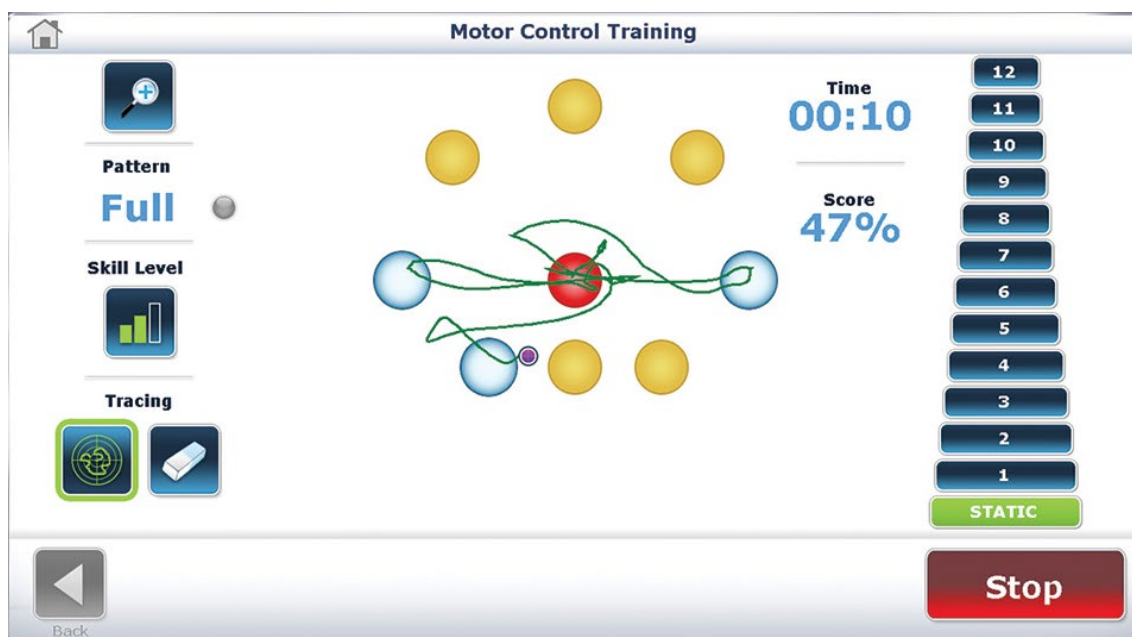 Motor Control Training
Pattern
Full
Skill Level
Tracing
Time
00:10
Score
47%
12
11
10
9
8
7
6
5
4
3
2
1
STATIC
Back
Stop